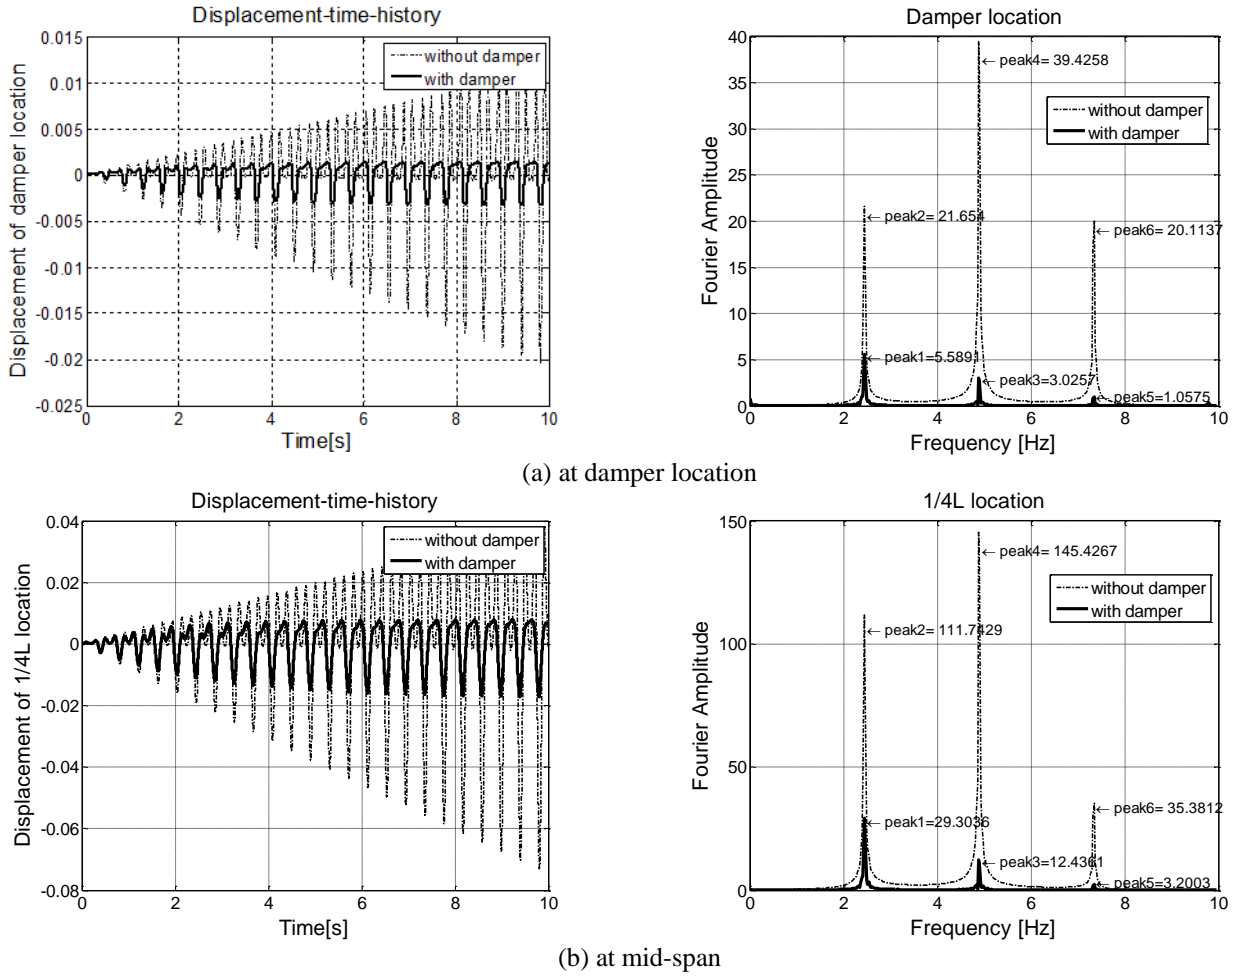 Displacement-time-history
Displacement of damper location
0.015
0.01
0.005
0
-0.005
-0.01
-0.015
-0.02
-0.025
without damper
with damper
0 2 4 6 8 10
Time[s]
Damper location
Fourier Amplitude
40
35
30
25
20
15
10
5
0
← peak4= 39.4258
without damper
with damper
← peak2= 21.654
← peak6= 20.1137
← peak1=5.5891
← peak3=3.0257
← peak5=1.0575
0 2 4 6 8 10
Frequency [Hz]
(a) at damper location
Displacement-time-history
Displacement of 1/4L location
0.04
0.02
0
-0.02
-0.04
-0.06
-0.08
without damper
with damper
0 2 4 6 8 10
Time[s]
1/4L location
Fourier Amplitude
150
100
50
0
← peak4= 145.4267
without damper
with damper
← peak2= 111.7429
← peak6= 35.3812
← peak1=29.3036
← peak3=12.4361
← peak5=3.2003
0 2 4 6 8 10
Frequency [Hz]
(b) at mid-span